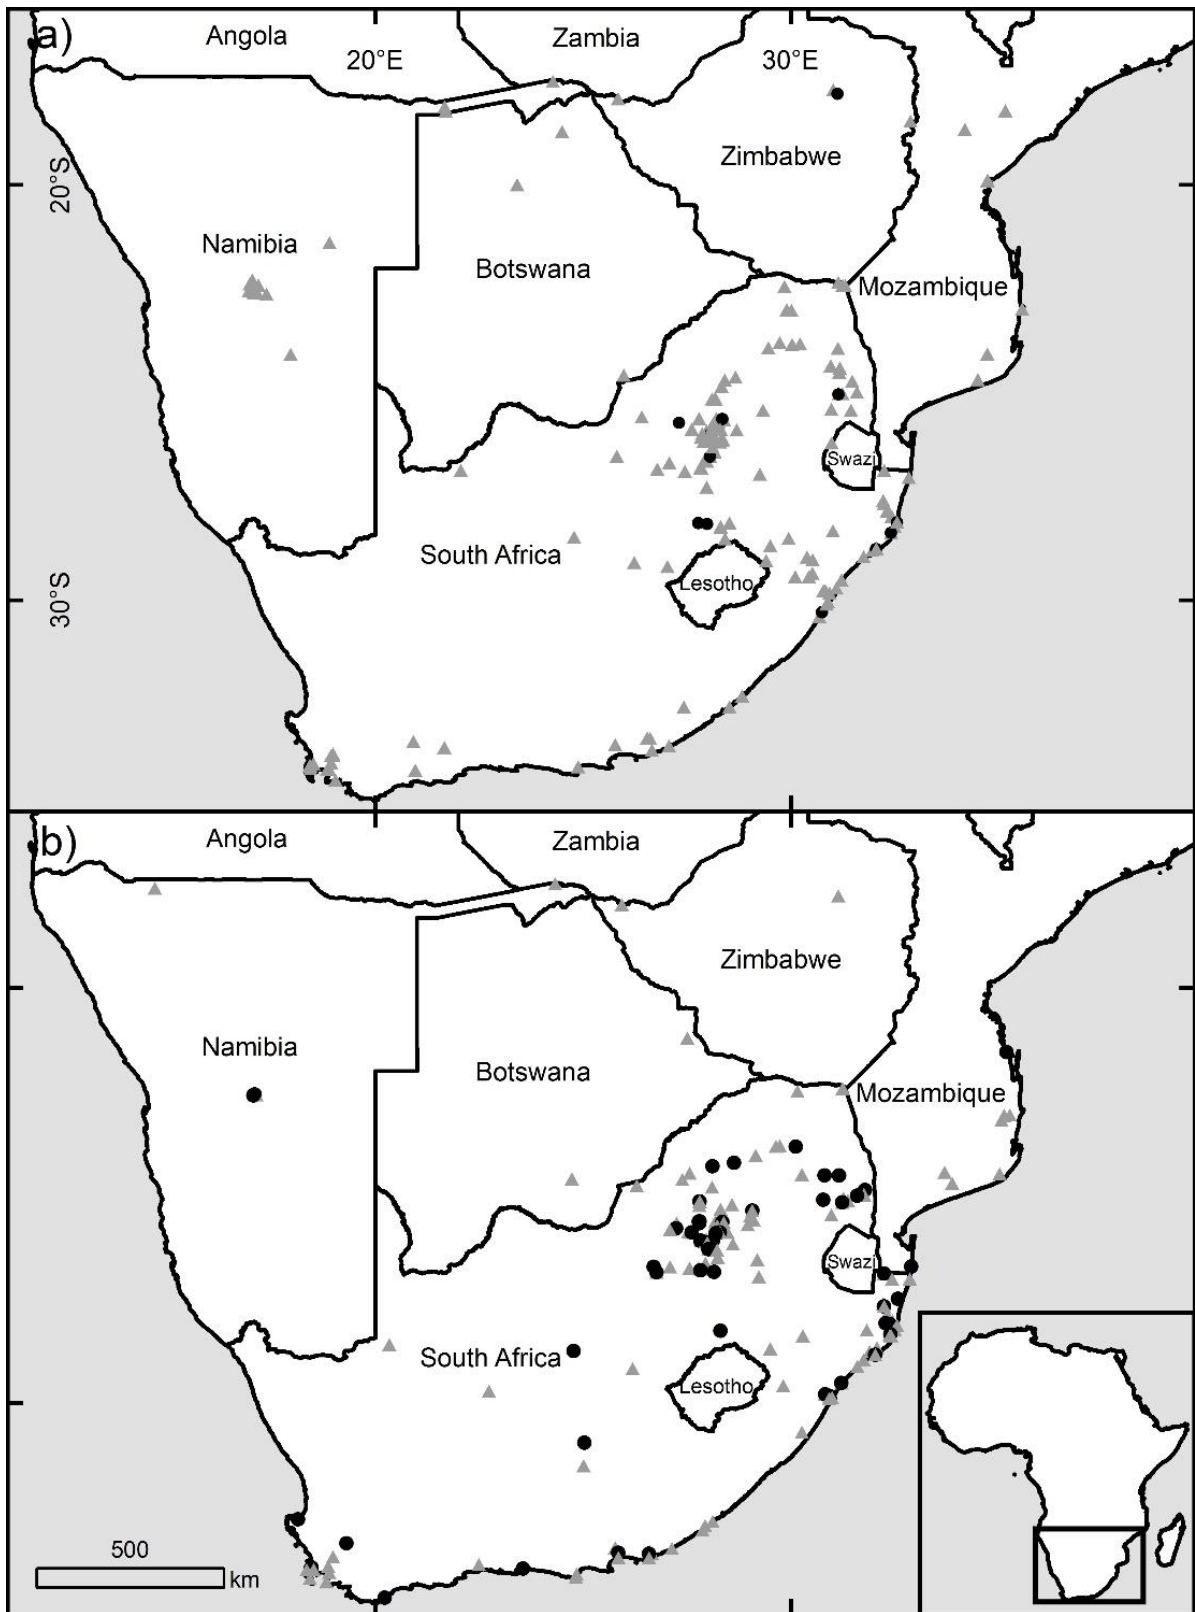 a)
Angola
Zambia
20°E
30°E
Zimbabwe
20°S
Namibia
Botswana
Mozambique
Swazi
South Africa
Lesotho
30°S
b)
Angola
Zambia
Zimbabwe
Namibia
Botswana
Mozambique
Swazi
South Africa
Lesotho
500
km